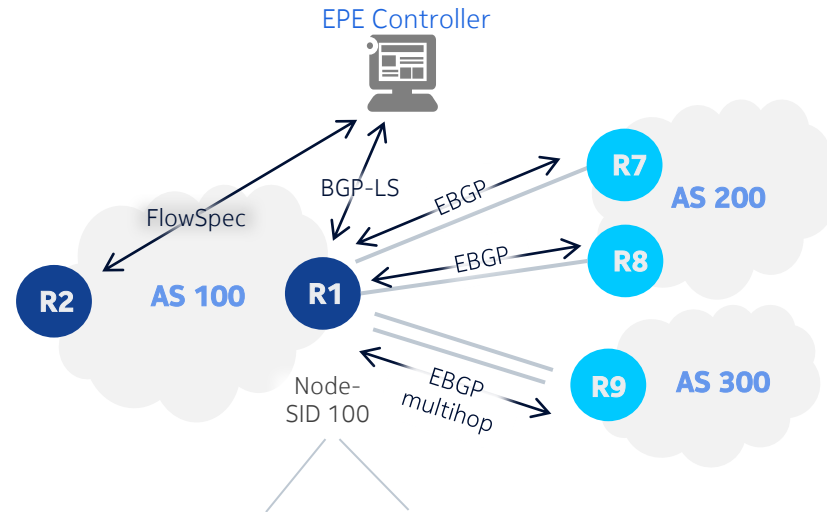 EPE Controller
BGP-LS
FlowSpec
EBGP
R7
AS 200
EBGP
R8
R2
AS 100
R1
EBGP
multihop
R9
AS 300
Node-
SID 100